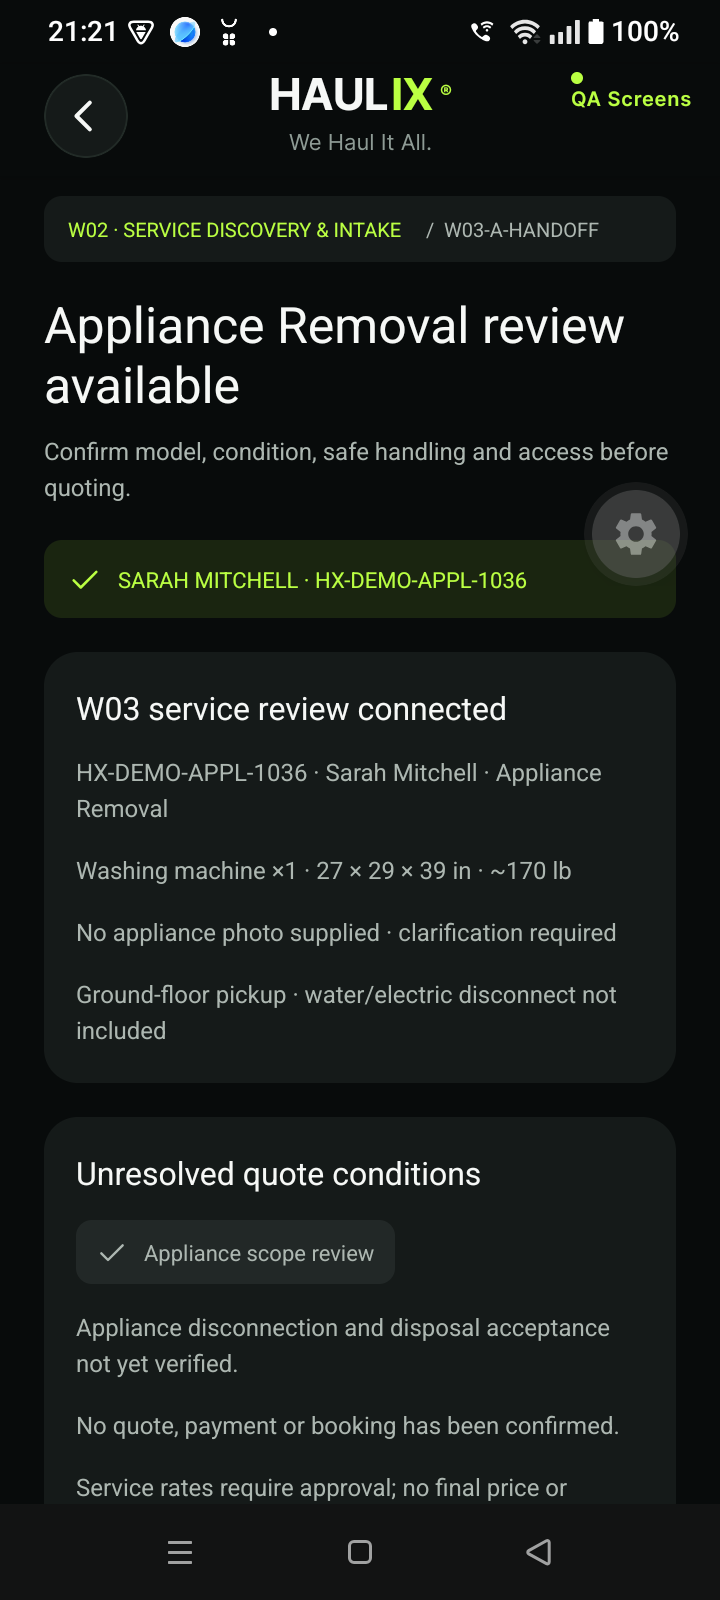 21:21
100%
HAULIX ®
We Haul It All.
QA Screens
W02 · SERVICE DISCOVERY & INTAKE / W03-A-HANDOFF
Appliance Removal review
available
Confirm model, condition, safe handling and access before
quoting.
SARAH MITCHELL · HX-DEMO-APPL-1036
W03 service review connected
HX-DEMO-APPL-1036 · Sarah Mitchell · Appliance
Removal
Washing machine ×1 · 27 × 29 × 39 in · ~170 lb
No appliance photo supplied · clarification required
Ground-floor pickup · water/electric disconnect not
included
Unresolved quote conditions
Appliance scope review
Appliance disconnection and disposal acceptance
not yet verified.
No quote, payment or booking has been confirmed.
Service rates require approval; no final price or